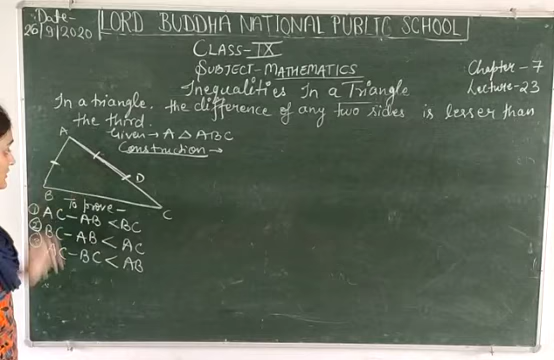 Date-
26/9/2020
LORD BUDDHA NATIONAL PUBLIC SCHOOL
CLASS-IX
SUBJECT-MATHEMATICS
Chapter-7
Inequalities In a Triangle
Lecture-23
In a triangle. the difference of any two sides is lesser than
the third.
Given → A △ ABC
Construction →
A
D
B
C
To prove-
① AC-AB < BC
② BC-AB < AC
C-BC < AB